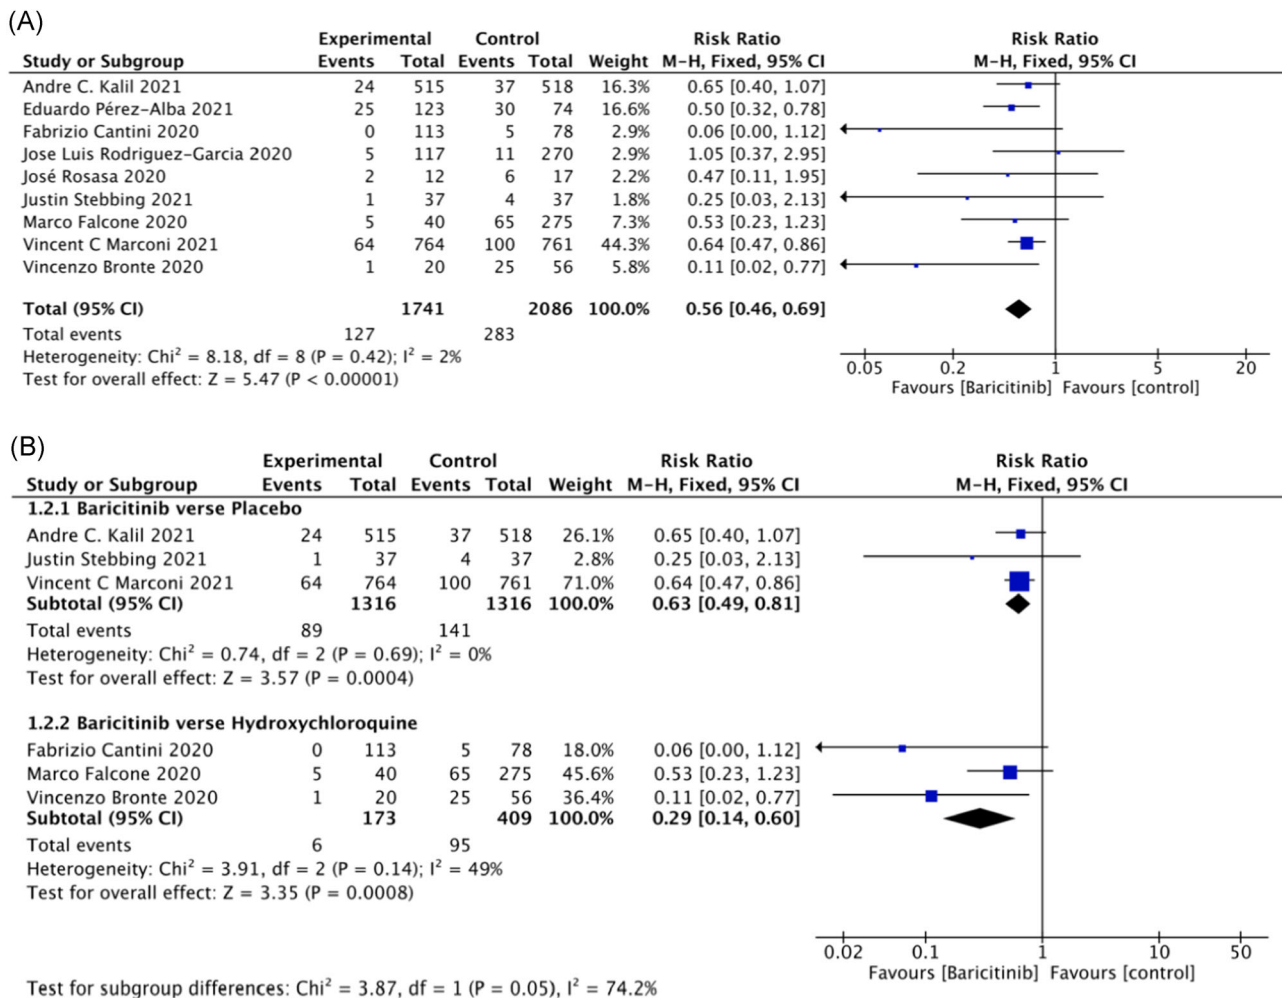 (A)
Experimental Control Risk Ratio Risk Ratio
Study or Subgroup Events Total Events Total Weight M-H, Fixed, 95% CI M-H, Fixed, 95% CI
Andre C. Kalil 2021 24 515 37 518 16.3% 0.65 [0.40, 1.07]
Eduardo Pérez-Alba 2021 25 123 30 74 16.6% 0.50 [0.32, 0.78]
Fabrizio Cantini 2020 0 113 5 78 2.9% 0.06 [0.00, 1.12]
Jose Luis Rodriguez-Garcia 2020 5 117 11 270 2.9% 1.05 [0.37, 2.95]
José Rosasa 2020 2 12 6 17 2.2% 0.47 [0.11, 1.95]
Justin Stebbing 2021 1 37 4 37 1.8% 0.25 [0.03, 2.13]
Marco Falcone 2020 5 40 65 275 7.3% 0.53 [0.23, 1.23]
Vincent C Marconi 2021 64 764 100 761 44.3% 0.64 [0.47, 0.86]
Vincenzo Bronte 2020 1 20 25 56 5.8% 0.11 [0.02, 0.77]
Total (95% CI) 1741 2086 100.0% 0.56 [0.46, 0.69]
Total events 127 283
Heterogeneity: Chi² = 8.18, df = 8 (P = 0.42); I² = 2%
Test for overall effect: Z = 5.47 (P < 0.00001)
0.05 0.2 1 5 20
Favours [Baricitinib] Favours [control]
(B)
Experimental Control Risk Ratio Risk Ratio
Study or Subgroup Events Total Events Total Weight M-H, Fixed, 95% CI M-H, Fixed, 95% CI
1.2.1 Baricitinib verse Placebo
Andre C. Kalil 2021 24 515 37 518 26.1% 0.65 [0.40, 1.07]
Justin Stebbing 2021 1 37 4 37 2.8% 0.25 [0.03, 2.13]
Vincent C Marconi 2021 64 764 100 761 71.0% 0.64 [0.47, 0.86]
Subtotal (95% CI) 1316 1316 100.0% 0.63 [0.49, 0.81]
Total events 89 141
Heterogeneity: Chi² = 0.74, df = 2 (P = 0.69); I² = 0%
Test for overall effect: Z = 3.57 (P = 0.0004)
1.2.2 Baricitinib verse Hydroxychloroquine
Fabrizio Cantini 2020 0 113 5 78 18.0% 0.06 [0.00, 1.12]
Marco Falcone 2020 5 40 65 275 45.6% 0.53 [0.23, 1.23]
Vincenzo Bronte 2020 1 20 25 56 36.4% 0.11 [0.02, 0.77]
Subtotal (95% CI) 173 409 100.0% 0.29 [0.14, 0.60]
Total events 6 95
Heterogeneity: Chi² = 3.91, df = 2 (P = 0.14); I² = 49%
Test for overall effect: Z = 3.35 (P = 0.0008)
0.02 0.1 1 10 50
Favours [Baricitinib] Favours [control]
Test for subgroup differences: Chi² = 3.87, df = 1 (P = 0.05), I² = 74.2%